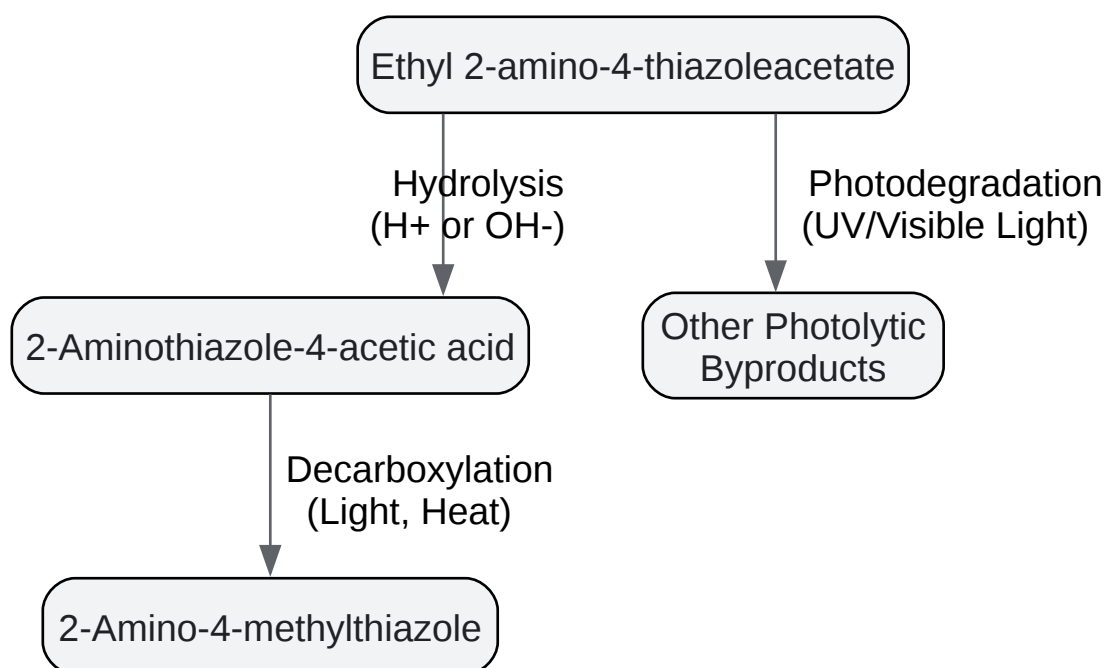 Ethyl 2-amino-4-thiazoleacetate
Hydrolysis
(H+ or OH-)
Photodegradation
(UV/Visible Light)
2-Aminothiazole-4-acetic acid
Other Photolytic
Byproducts
Decarboxylation
(Light, Heat)
2-Amino-4-methylthiazole